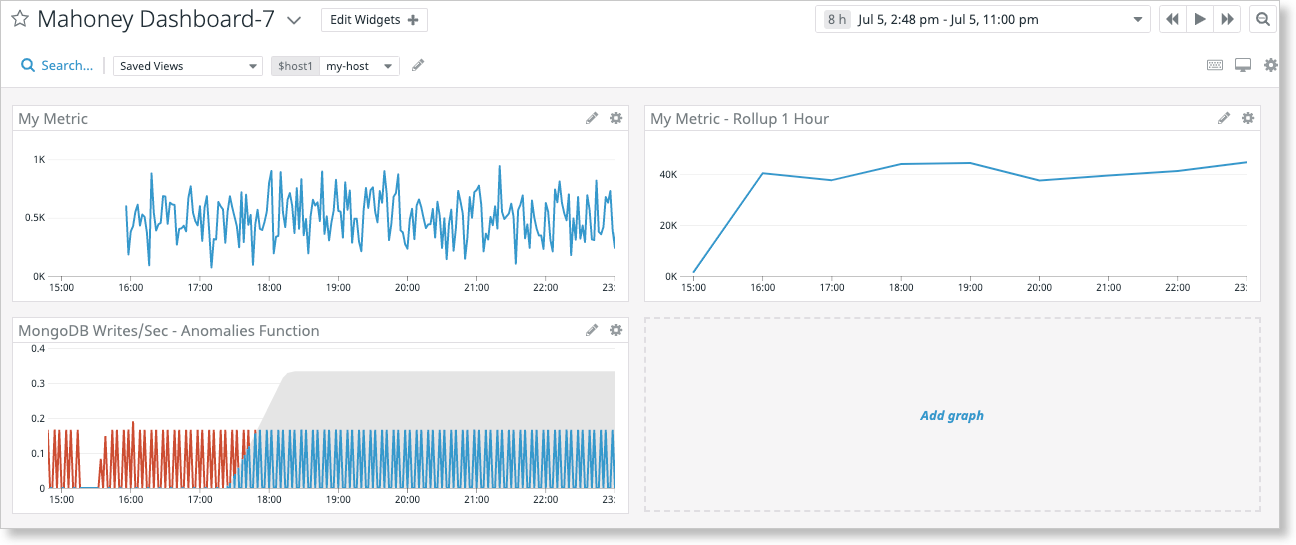 Mahoney Dashboard-7
Edit Widgets +
8 h Jul 5, 2:48 pm - Jul 5, 11:00 pm
Search...
Saved Views
$host1 my-host
My Metric
1K
0.5K
0K
15:00 16:00 17:00 18:00 19:00 20:00 21:00 22:00 23:
My Metric - Rollup 1 Hour
40K
20K
0K
15:00 16:00 17:00 18:00 19:00 20:00 21:00 22:00 23:
MongoDB Writes/Sec - Anomalies Function
0.4
0.3
0.2
0.1
0
15:00 16:00 17:00 18:00 19:00 20:00 21:00 22:00 23:
Add graph